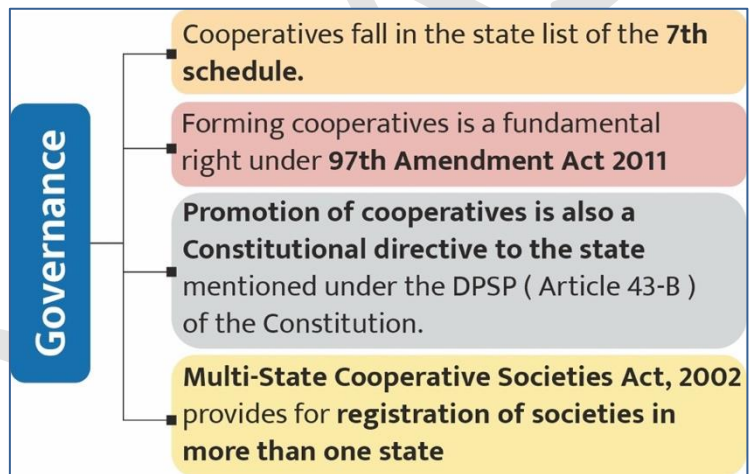 Governance
Cooperatives fall in the state list of the 7th
schedule.
Forming cooperatives is a fundamental
right under 97th Amendment Act 2011
Promotion of cooperatives is also a
Constitutional directive to the state
mentioned under the DPSP ( Article 43-B )
of the Constitution.
Multi-State Cooperative Societies Act, 2002
provides for registration of societies in
more than one state